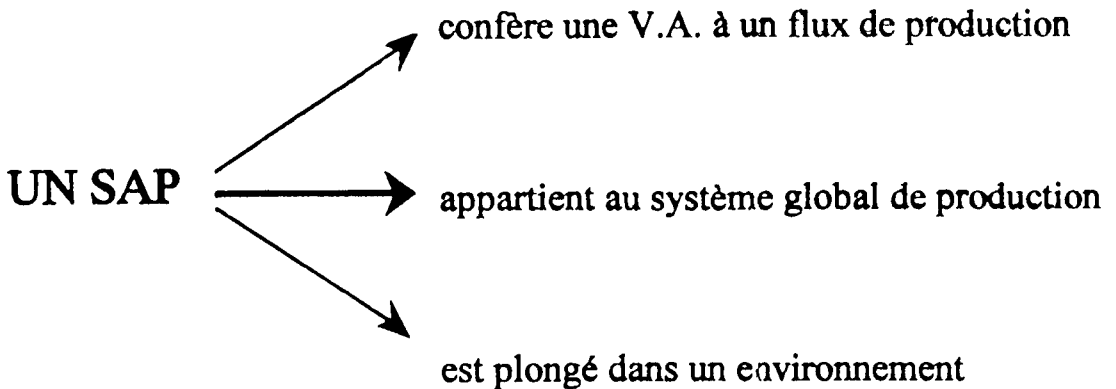 confère une V.A. à un flux de production
UN SAP
appartient au système global de production
est plongé dans un environnement